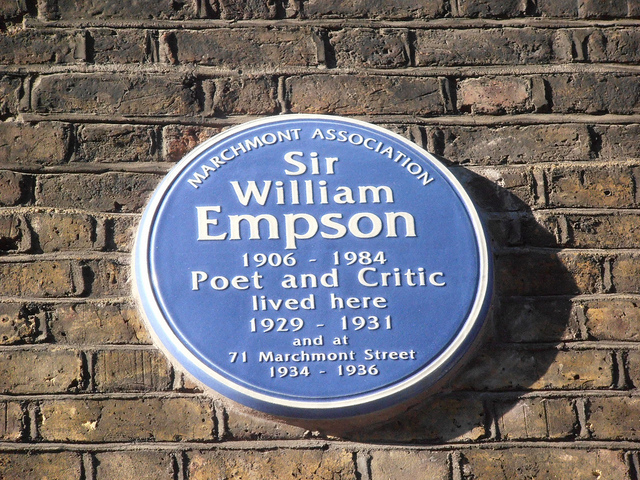 MARCHMONT ASSOCIATION
Sir
William
Empson
1906 - 1984
Poet and Critic
lived here
1929 - 1931
and at
71 Marchmont Street
1934 - 1936